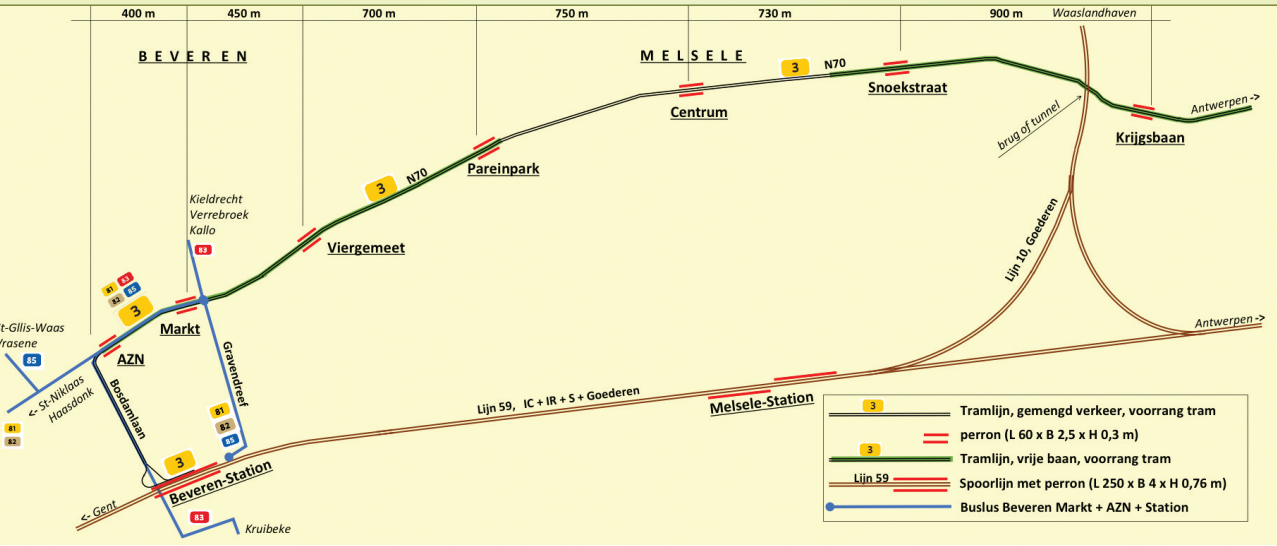 400 m 450 m 700 m 750 m 730 m 900 m Waaslandhaven
BEVEREN
MELSELE
3
N70
Snoekstraat
Centrum
Antwerpen ->
brug of tunnel
Krijgsbaan
Pareinpark
3
N70
Kieldrecht
Verrebroek
Kallo
83
Viergemeet
Lijn 10, Goederen
81 83
82 85
3
Markt
t-Gllis-Waas
rasene
85
AZN
<- St-Niklaas
Haasdonk
81
82
Bosdamlaan
Gravendreef
81
82
85
Antwerpen ->
Lijn 59, IC + IR + S + Goederen
Melsele-Station
3
Beveren-Station
<- Gent
83
Kruibeke
3
Tramlijn, gemengd verkeer, voorrang tram
perron (L 60 x B 2,5 x H 0,3 m)
3
Tramlijn, vrije baan, voorrang tram
Lijn 59
Spoorlijn met perron (L 250 x B 4 x H 0,76 m)
Buslus Beveren Markt + AZN + Station